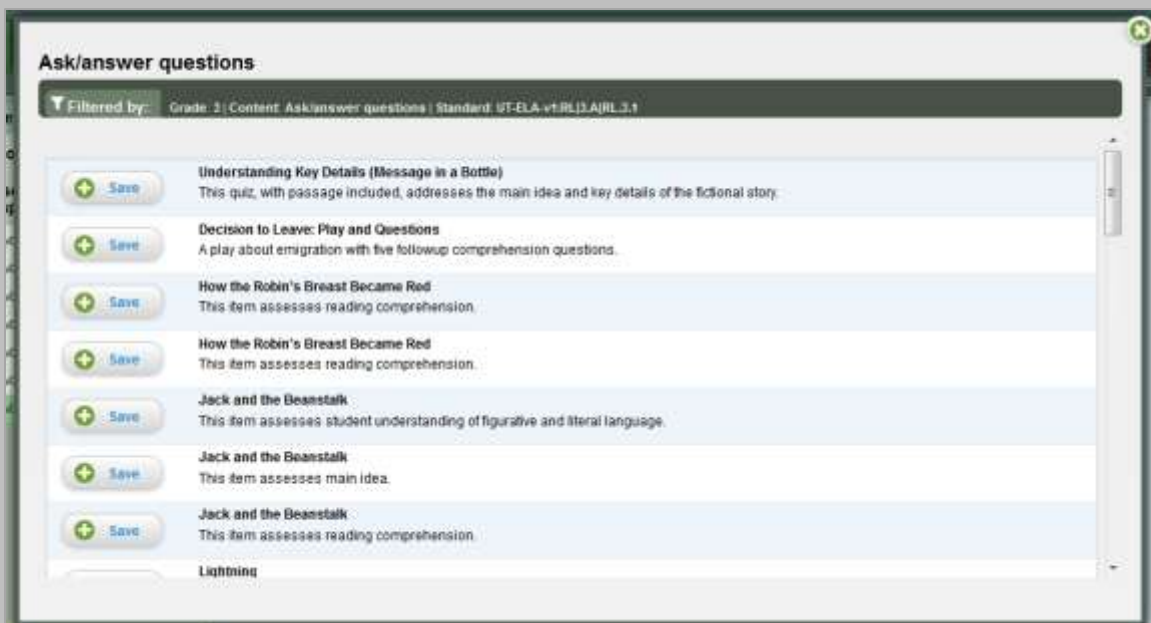 Ask/answer questions
Filtered by: Grade: 3 | Content: Ask/answer questions | Standard: UT-ELA-v1:RL|3.A|RL.3.1
Save
Understanding Key Details (Message in a Bottle)
This quiz, with passage included, addresses the main idea and key details of the fictional story.
Save
Decision to Leave: Play and Questions
A play about emigration with five followup comprehension questions.
Save
How the Robin's Breast Became Red
This item assesses reading comprehension.
Save
How the Robin's Breast Became Red
This item assesses reading comprehension.
Save
Jack and the Beanstalk
This item assesses student understanding of figurative and literal language.
Save
Jack and the Beanstalk
This item assesses main idea.
Save
Jack and the Beanstalk
This item assesses reading comprehension.
Lightning